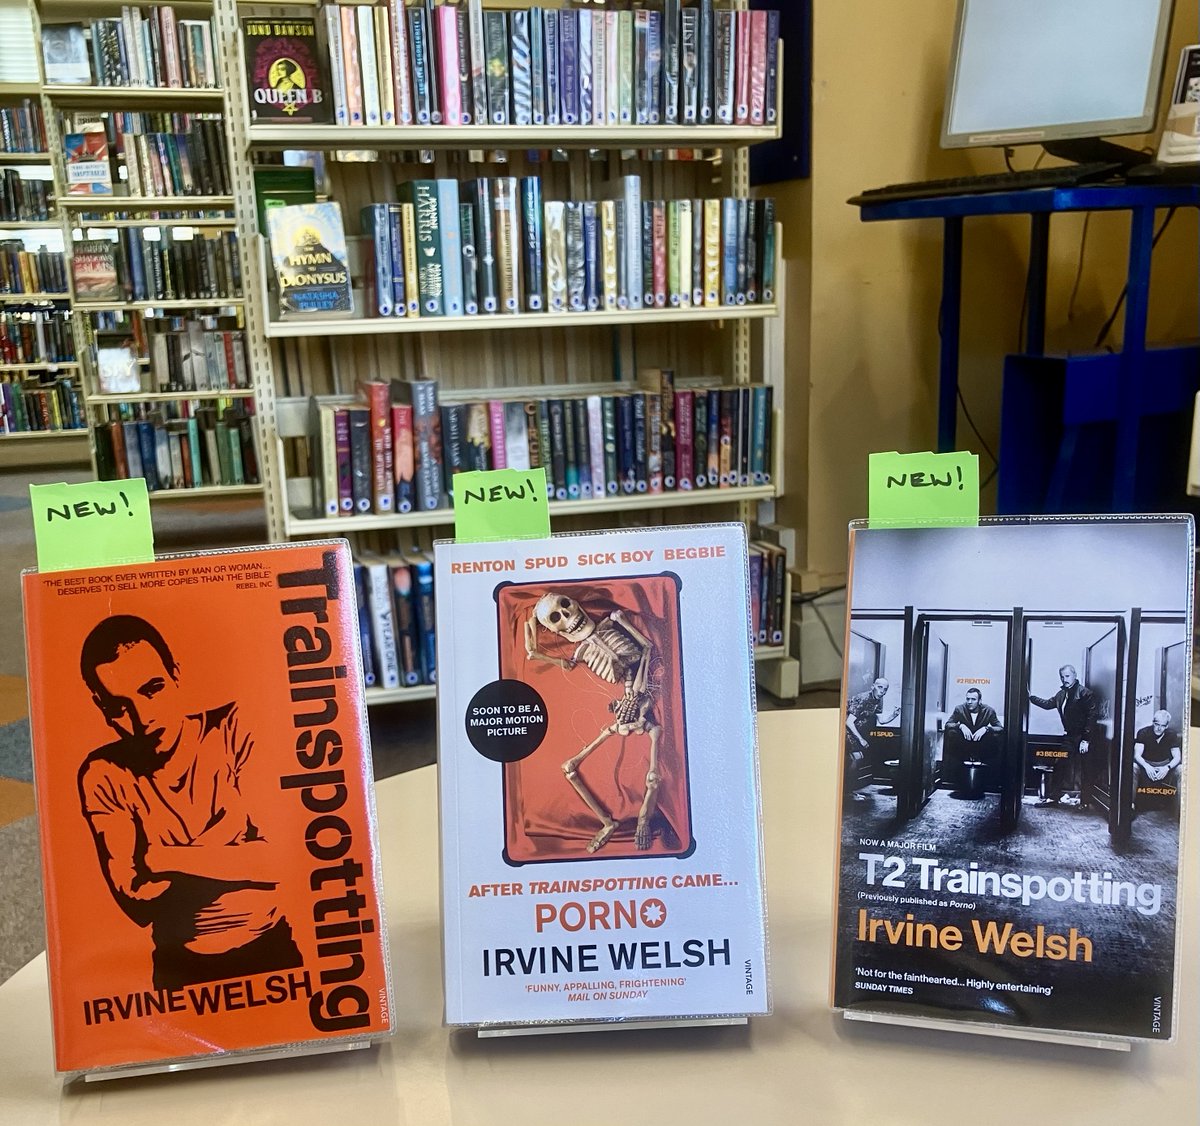 JUNO DAWSON
QUEEN B
HYMN
TO
DIONYSUS
NATASHA
PULLEY
NEW!
NEW!
NEW!
'THE BEST BOOK EVER WRITTEN BY MAN OR WOMAN...
DESERVES TO SELL MORE COPIES THAN THE BIBLE'
REBEL INC
Trainspotting
IRVINE WELSH
VINTAGE
RENTON SPUD SICK BOY BEGBIE
SOON TO BE A
MAJOR MOTION
PICTURE
AFTER TRAINSPOTTING CAME...
PORNO
IRVINE WELSH
'FUNNY, APPALLING, FRIGHTENING'
MAIL ON SUNDAY
VINTAGE
#1 SPUD
#2 RENTON
#3 BEGBIE
#4 SICK BOY
NOW A MAJOR FILM
T2 Trainspotting
(Previously published as Porno)
Irvine Welsh
'Not for the fainthearted... Highly entertaining'
SUNDAY TIMES
VINTAGE